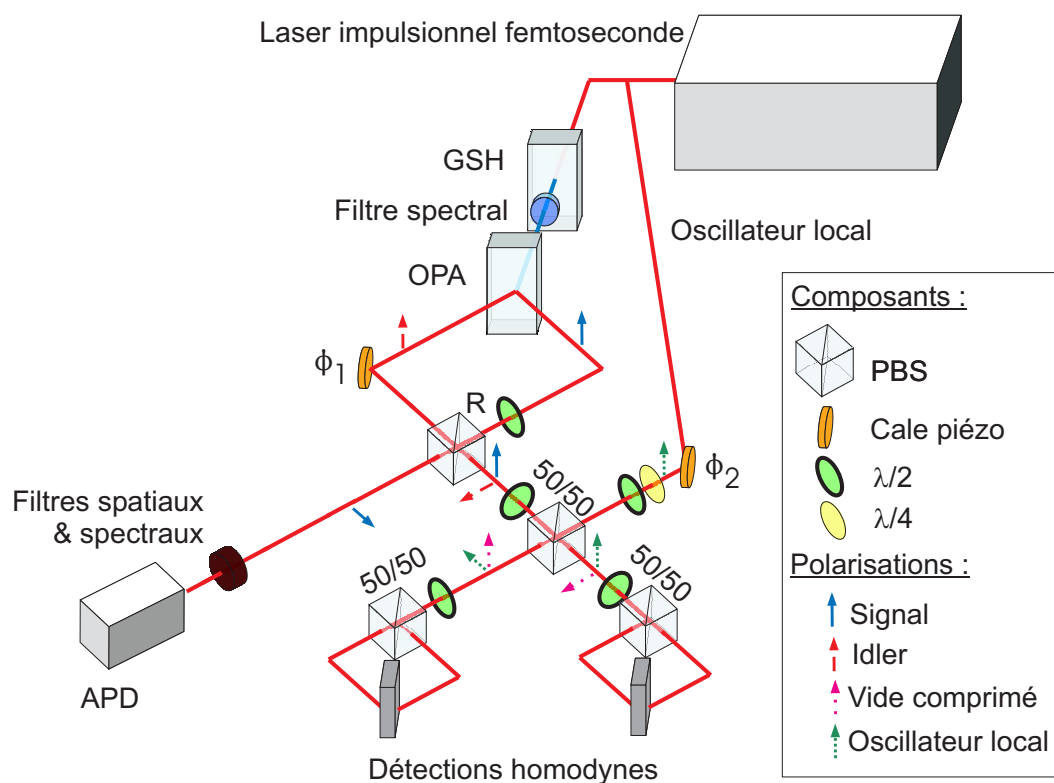 Laser impulsionnel femtoseconde
GSH
Filtre spectral
OPA
Oscillateur local
ϕ1
R
50/50
ϕ2
Filtres spatiaux
& spectraux
50/50
50/50
APD
Détections homodynes
Composants :
PBS
Cale piézo
λ/2
λ/4
Polarisations :
Signal
Idler
Vide comprimé
Oscillateur local